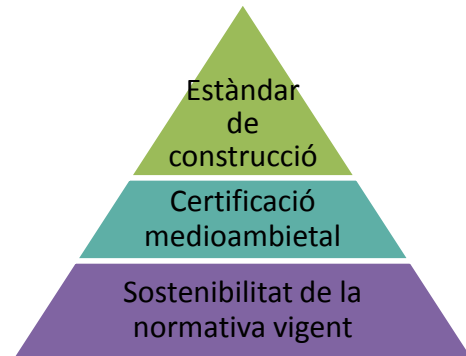 Estàndar
de
construcció
Certificació
medioambietal
Sostenibilitat de la
normativa vigent